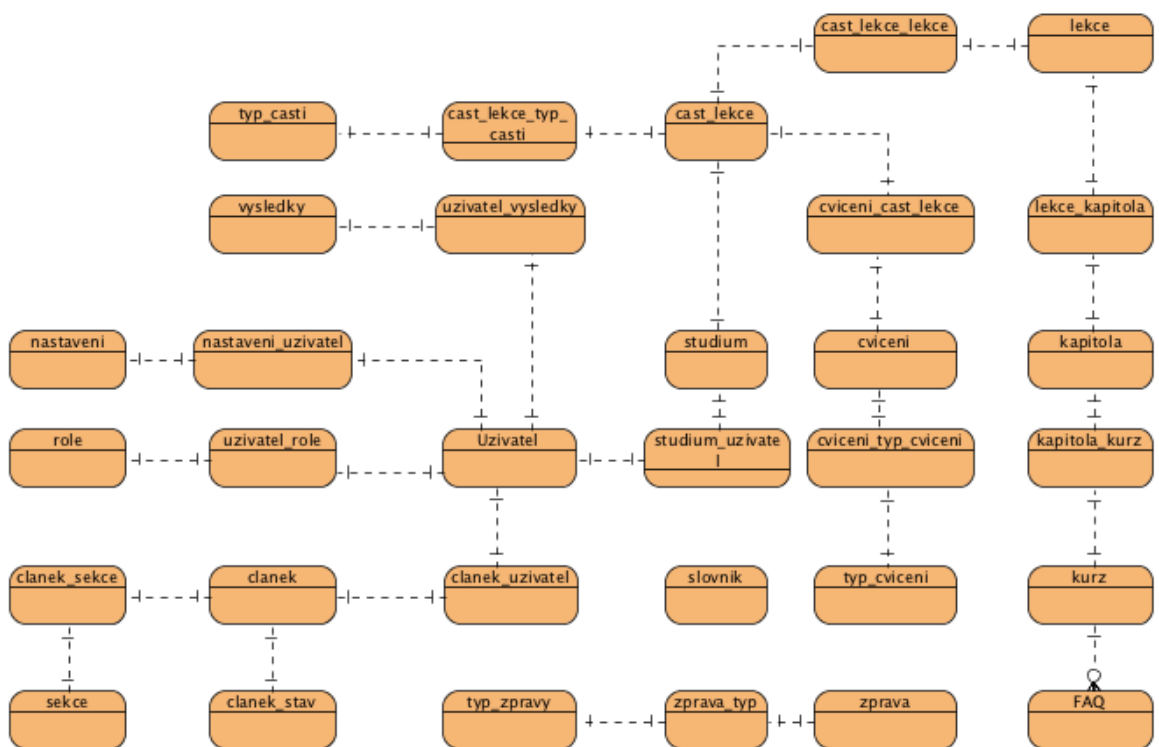 cast_lekce_lekce
lekce
typ_casti
cast_lekce_typ_
casti
cast_lekce
vysledky
uzivatel_vysledky
cviceni_cast_lekce
lekce_kapitola
nastaveni
nastaveni_uzivatel
studium
cviceni
kapitola
role
uzivatel_role
Uzivatel
studium_uzivate
l
cviceni_typ_cviceni
kapitola_kurz
clanek_sekce
clanek
clanek_uzivatel
slovnik
typ_cviceni
kurz
sekce
clanek_stav
typ_zpravy
zprava_typ
zprava
FAQ